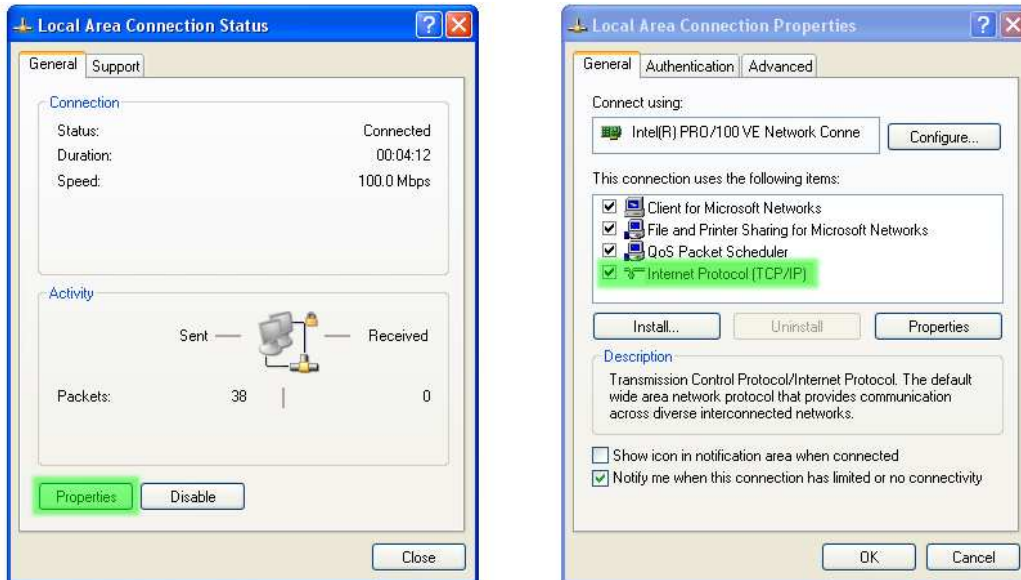 Local Area Connection Status
General Support
Connection
Status: Connected
Duration: 00:04:12
Speed: 100.0 Mbps
Activity
Sent Received
Packets: 38 0
Properties Disable
Close
Local Area Connection Properties
General Authentication Advanced
Connect using:
Intel(R) PRO/100 VE Network Conne Configure...
This connection uses the following items:
Client for Microsoft Networks
File and Printer Sharing for Microsoft Networks
QoS Packet Scheduler
Internet Protocol (TCP/IP)
Install... Uninstall Properties
Description
Transmission Control Protocol/Internet Protocol. The default
wide area network protocol that provides communication
across diverse interconnected networks.
Show icon in notification area when connected
Notify me when this connection has limited or no connectivity
OK Cancel